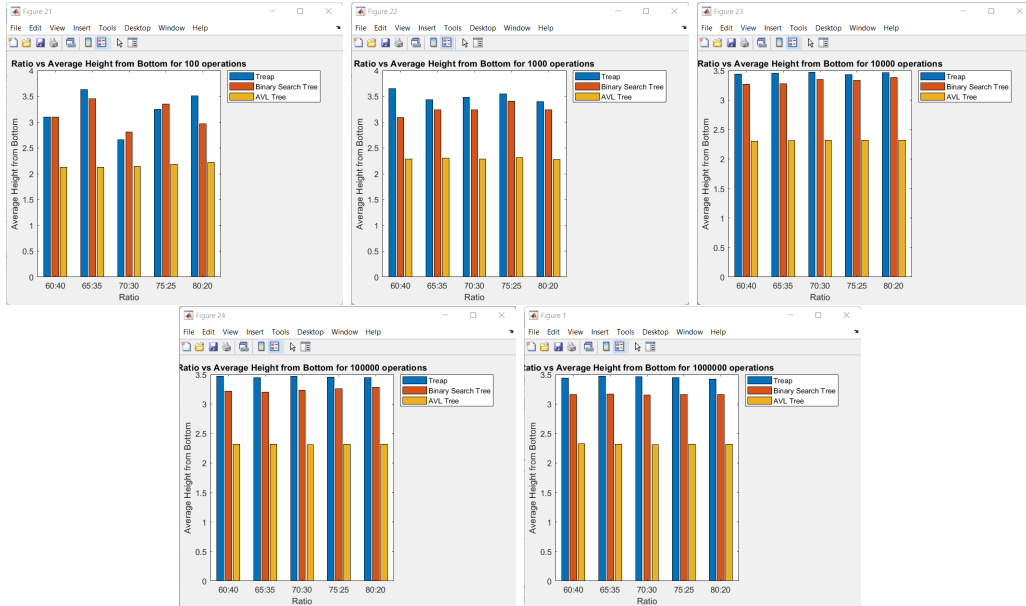 Figure 21
File Edit View Insert Tools Desktop Window Help
Ratio vs Average Height from Bottom for 100 operations
Treap
Binary Search Tree
AVL Tree
Average Height from Bottom
4
3.5
3
2.5
2
1.5
1
0.5
0
60:40 65:35 70:30 75:25 80:20
Ratio
Figure 22
File Edit View Insert Tools Desktop Window Help
Ratio vs Average Height from Bottom for 1000 operations
Treap
Binary Search Tree
AVL Tree
Average Height from Bottom
4
3.5
3
2.5
2
1.5
1
0.5
0
60:40 65:35 70:30 75:25 80:20
Ratio
Figure 23
File Edit View Insert Tools Desktop Window Help
Ratio vs Average Height from Bottom for 10000 operations
Treap
Binary Search Tree
AVL Tree
Average Height from Bottom
3.5
3
2.5
2
1.5
1
0.5
0
60:40 65:35 70:30 75:25 80:20
Ratio
Figure 24
File Edit View Insert Tools Desktop Window Help
Ratio vs Average Height from Bottom for 100000 operations
Treap
Binary Search Tree
AVL Tree
Average Height from Bottom
3.5
3
2.5
2
1.5
1
0.5
0
60:40 65:35 70:30 75:25 80:20
Ratio
Figure 1
File Edit View Insert Tools Desktop Window Help
Ratio vs Average Height from Bottom for 1000000 operations
Treap
Binary Search Tree
AVL Tree
Average Height from Bottom
3.5
3
2.5
2
1.5
1
0.5
0
60:40 65:35 70:30 75:25 80:20
Ratio